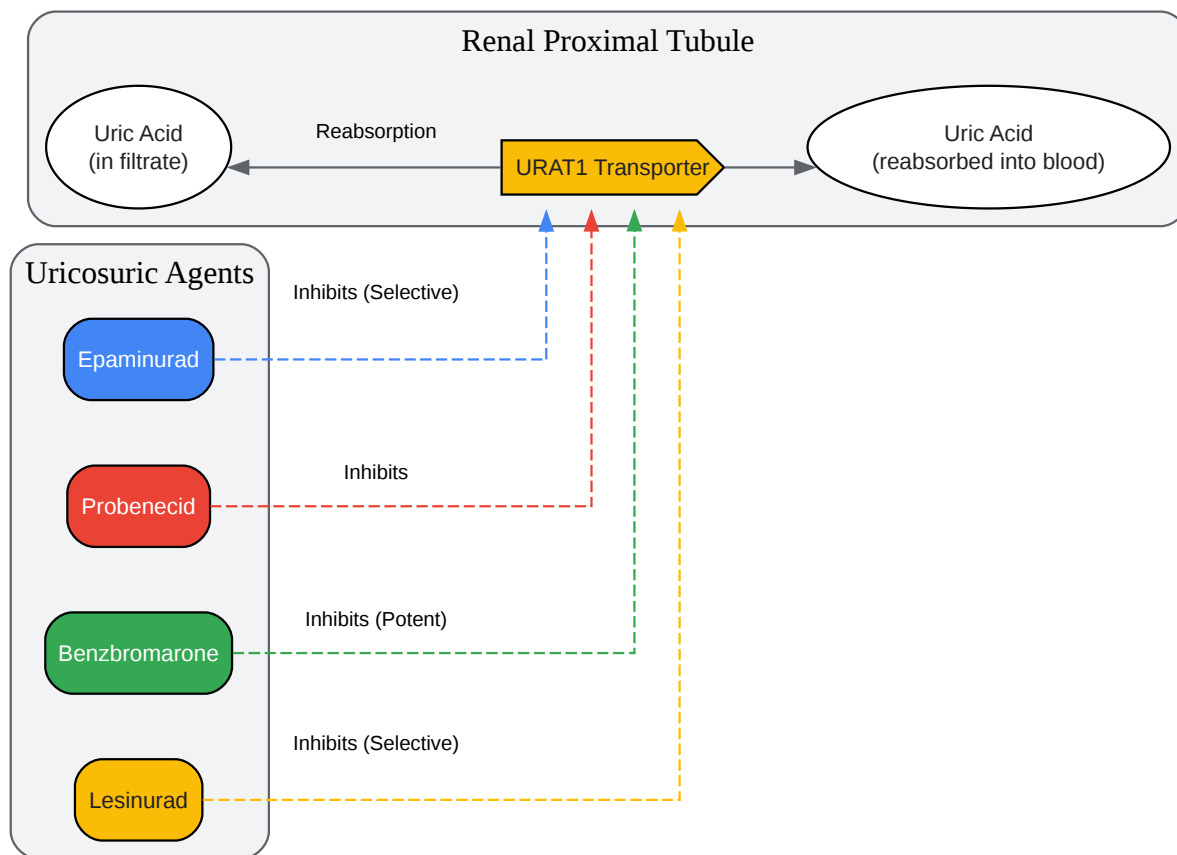 Renal Proximal Tubule
Uric Acid
(in filtrate)
Reabsorption
URAT1 Transporter
Uric Acid
(reabsorbed into blood)
Uricosuric Agents
Inhibits (Selective)
Epaminurad
Inhibits
Probenecid
Inhibits (Potent)
Benzbromarone
Inhibits (Selective)
Lesinurad